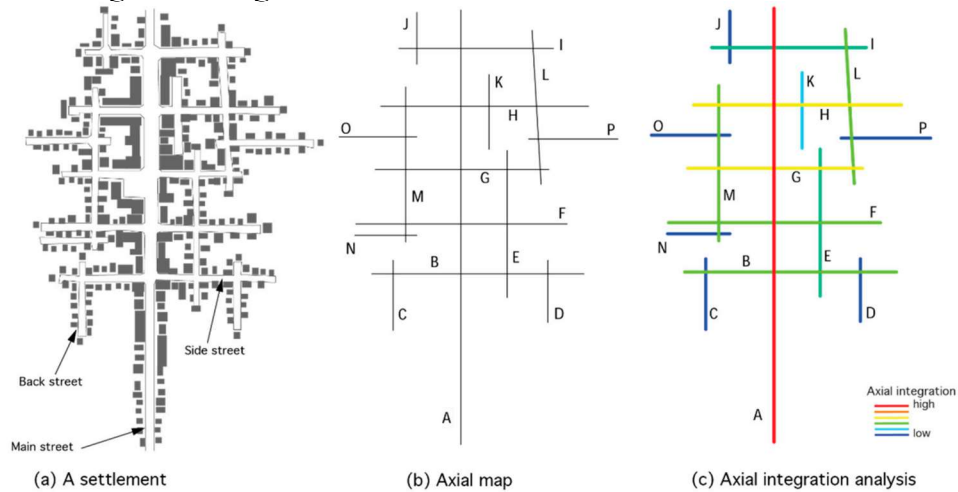 Back street
Side street
Main street
(a) A settlement
J
I
L
K
H
O
P
G
M
F
N
B
E
C
D
A
(b) Axial map
J
I
L
K
H
O
P
G
M
F
N
B
E
C
D
A
Axial integration
high
low
(c) Axial integration analysis